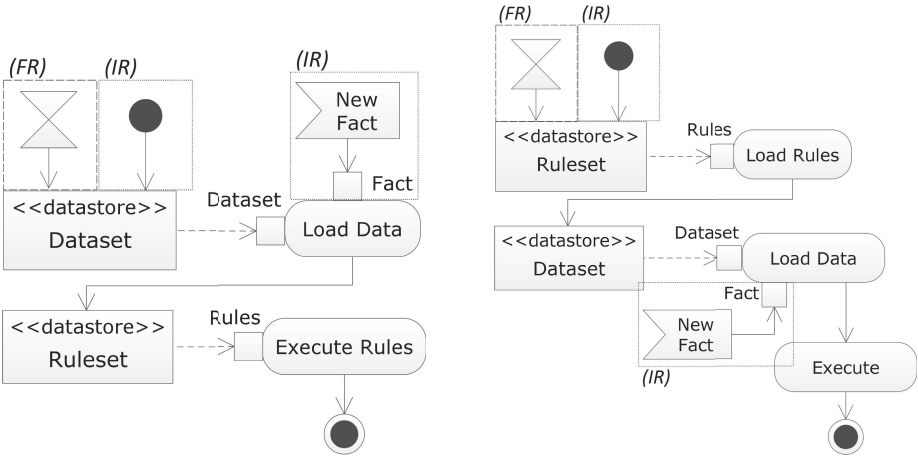 (FR)
(IR)
(IR)
New
Fact
Fact
<<datastore>>
Dataset
Dataset
Load Data
<<datastore>>
Ruleset
Rules
Execute Rules
(FR)
(IR)
<<datastore>>
Ruleset
Rules
Load Rules
<<datastore>>
Dataset
Dataset
Load Data
Fact
New
Fact
(IR)
Execute